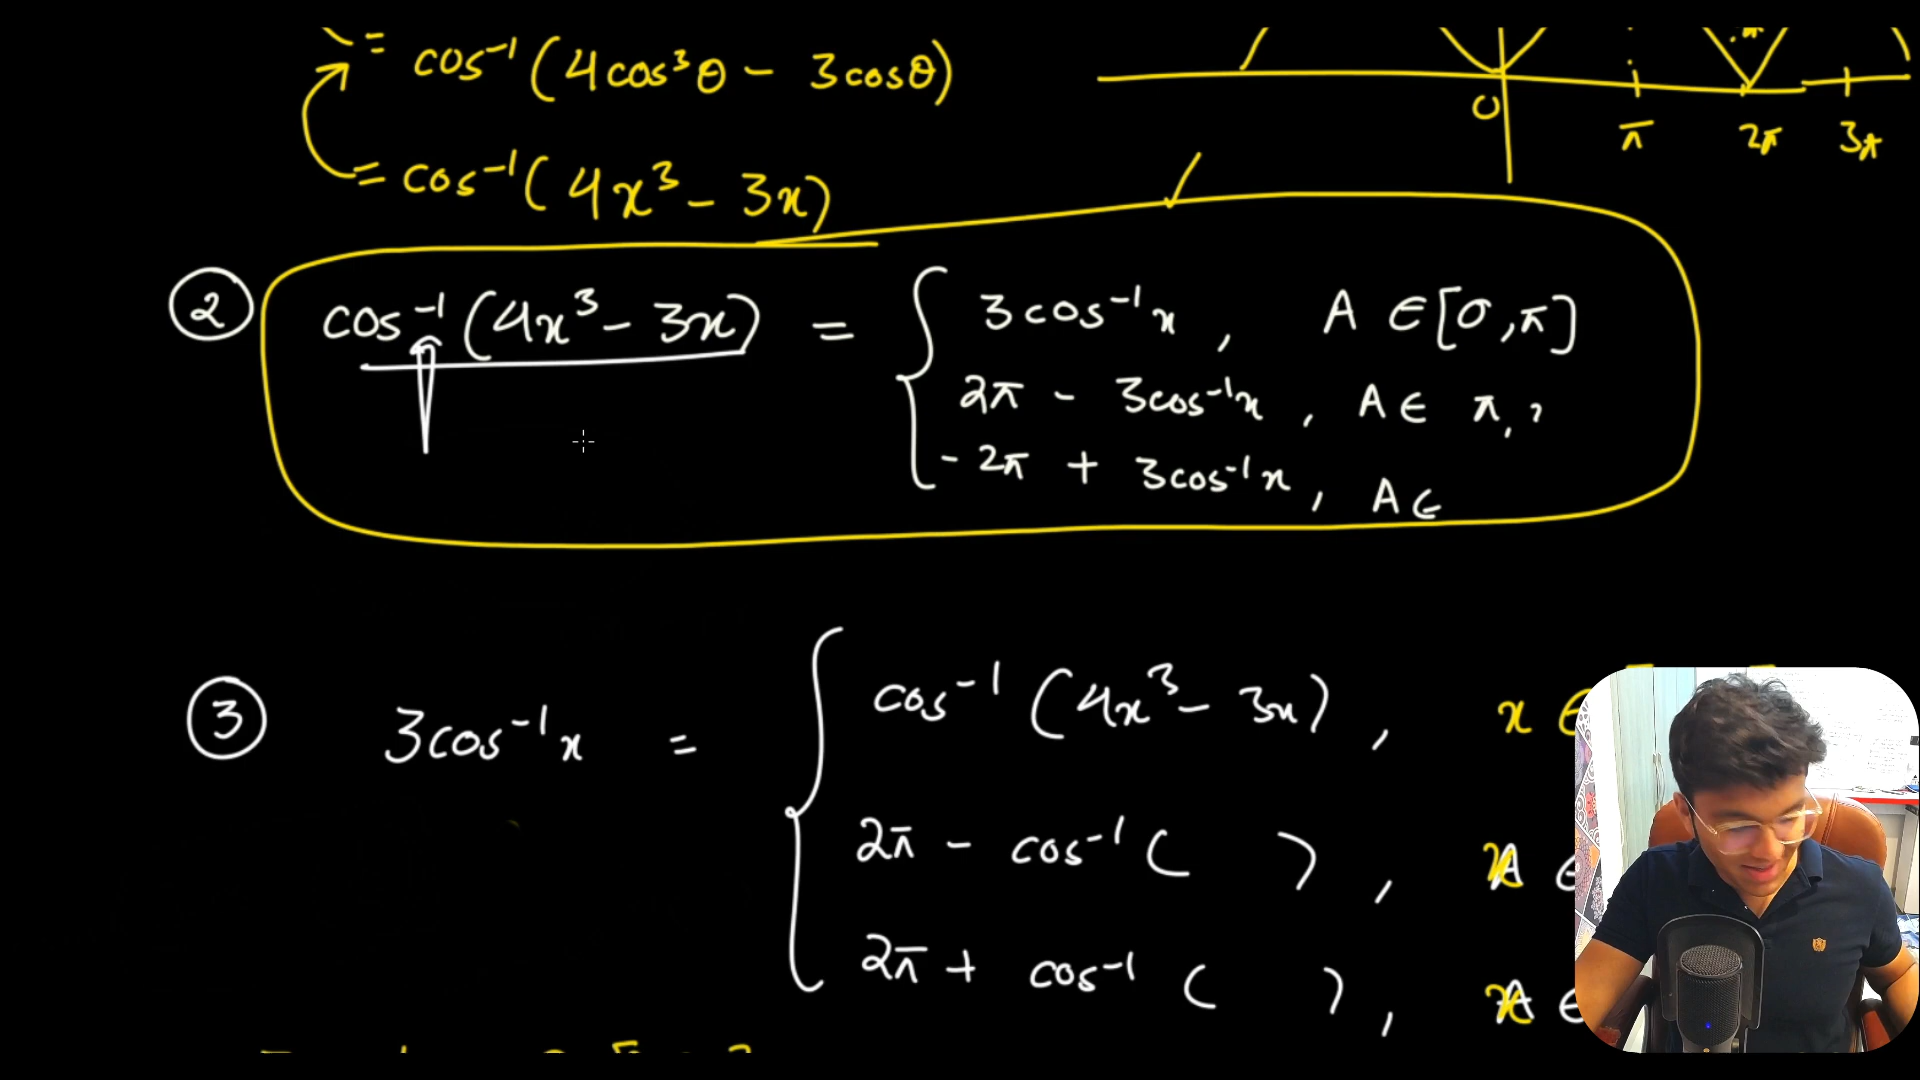 = cos⁻¹(4cos³θ − 3cosθ)
= cos⁻¹(4x³ − 3x)
0 π 2π 3π
② cos⁻¹(4x³ − 3x) = { 3cos⁻¹x , A ∈ [0, π]
2π − 3cos⁻¹x , A ∈ π, 2
−2π + 3cos⁻¹x , A ∈
③ 3cos⁻¹x = { cos⁻¹(4x³ − 3x) , x ∈
2π − cos⁻¹( ) , x ∈
2π + cos⁻¹( ) , x ∈